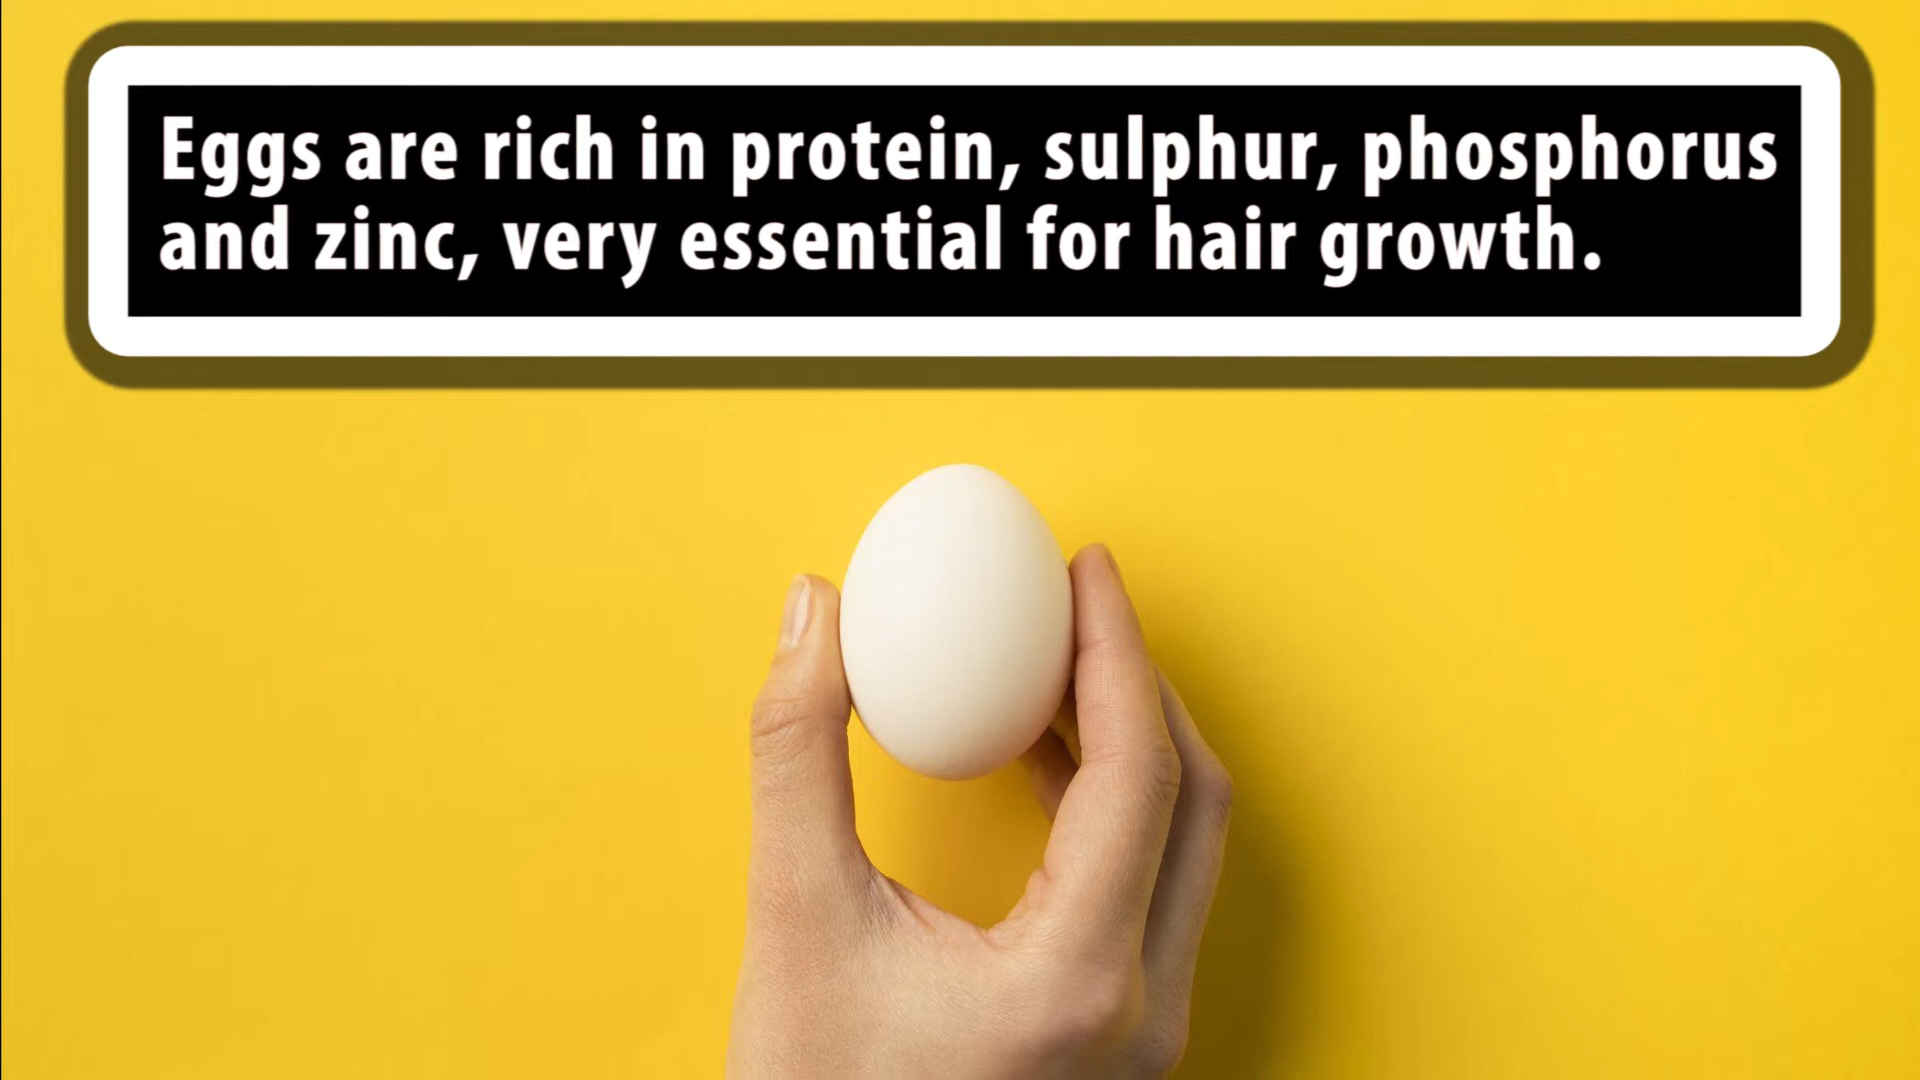 Eggs are rich in protein, sulphur, phosphorus
and zinc, very essential for hair growth.